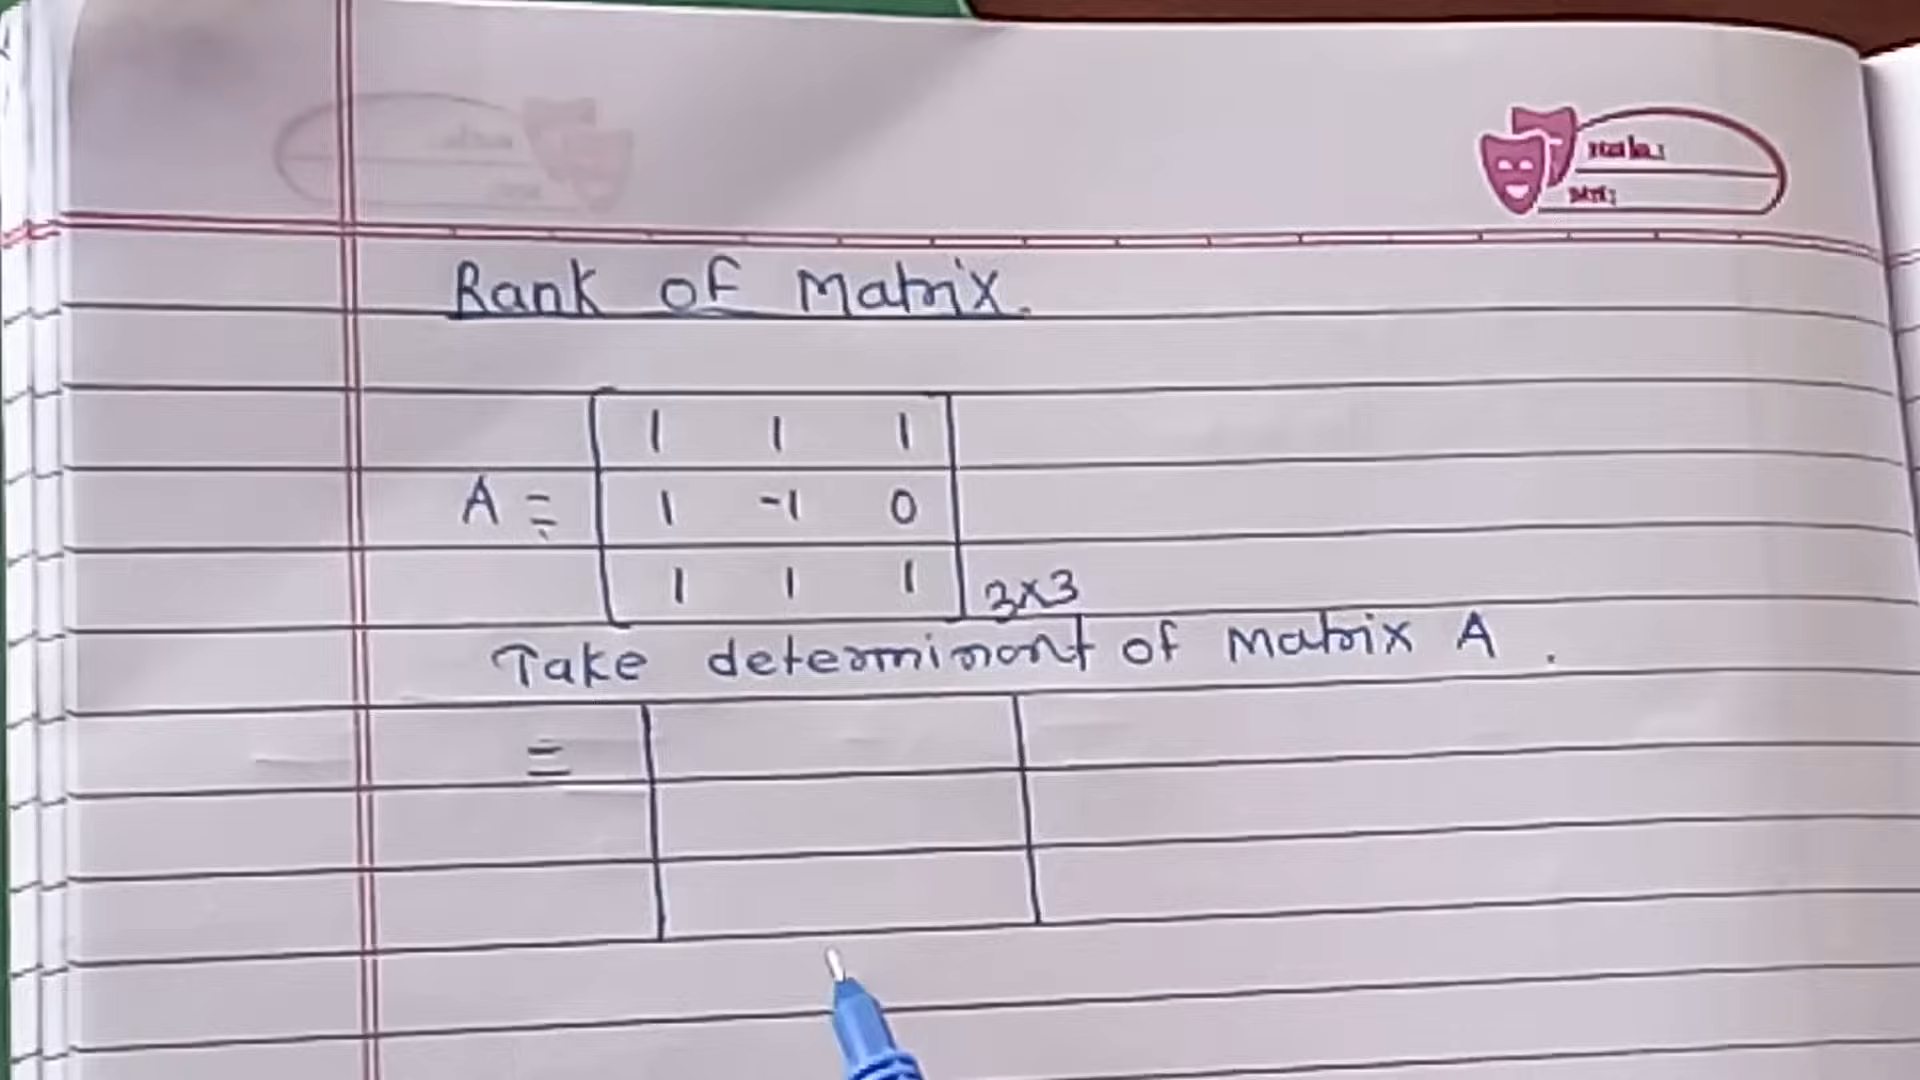 Rank of Matrix.
1 1 1
A = 1 -1 0
1 1 1 3x3
Take determinant of Matrix A .
=